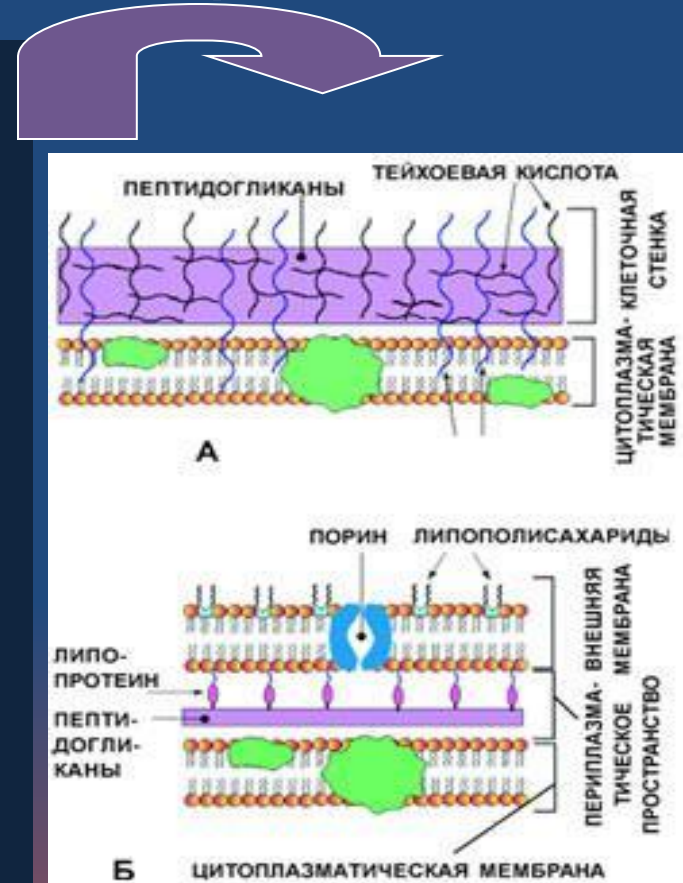 ТЕЙХОЕВАЯ КИСЛОТА
ПЕПТИДОГЛИКАНЫ
КЛЕТОЧНАЯ
СТЕНКА
ЦИТОПЛАЗМА-
ТИЧЕСКАЯ
МЕМБРАНА
А
ПОРИН
ЛИПОПОЛИСАХАРИДЫ
ВНЕШНЯЯ
МЕМБРАНА
ЛИПО-
ПРОТЕИН
ПЕПТИ-
ДОГЛИ-
КАНЫ
ПЕРИПЛАЗМА-
ТИЧЕСКОЕ
ПРОСТРАНСТВО
Б
ЦИТОПЛАЗМАТИЧЕСКАЯ МЕМБРАНА